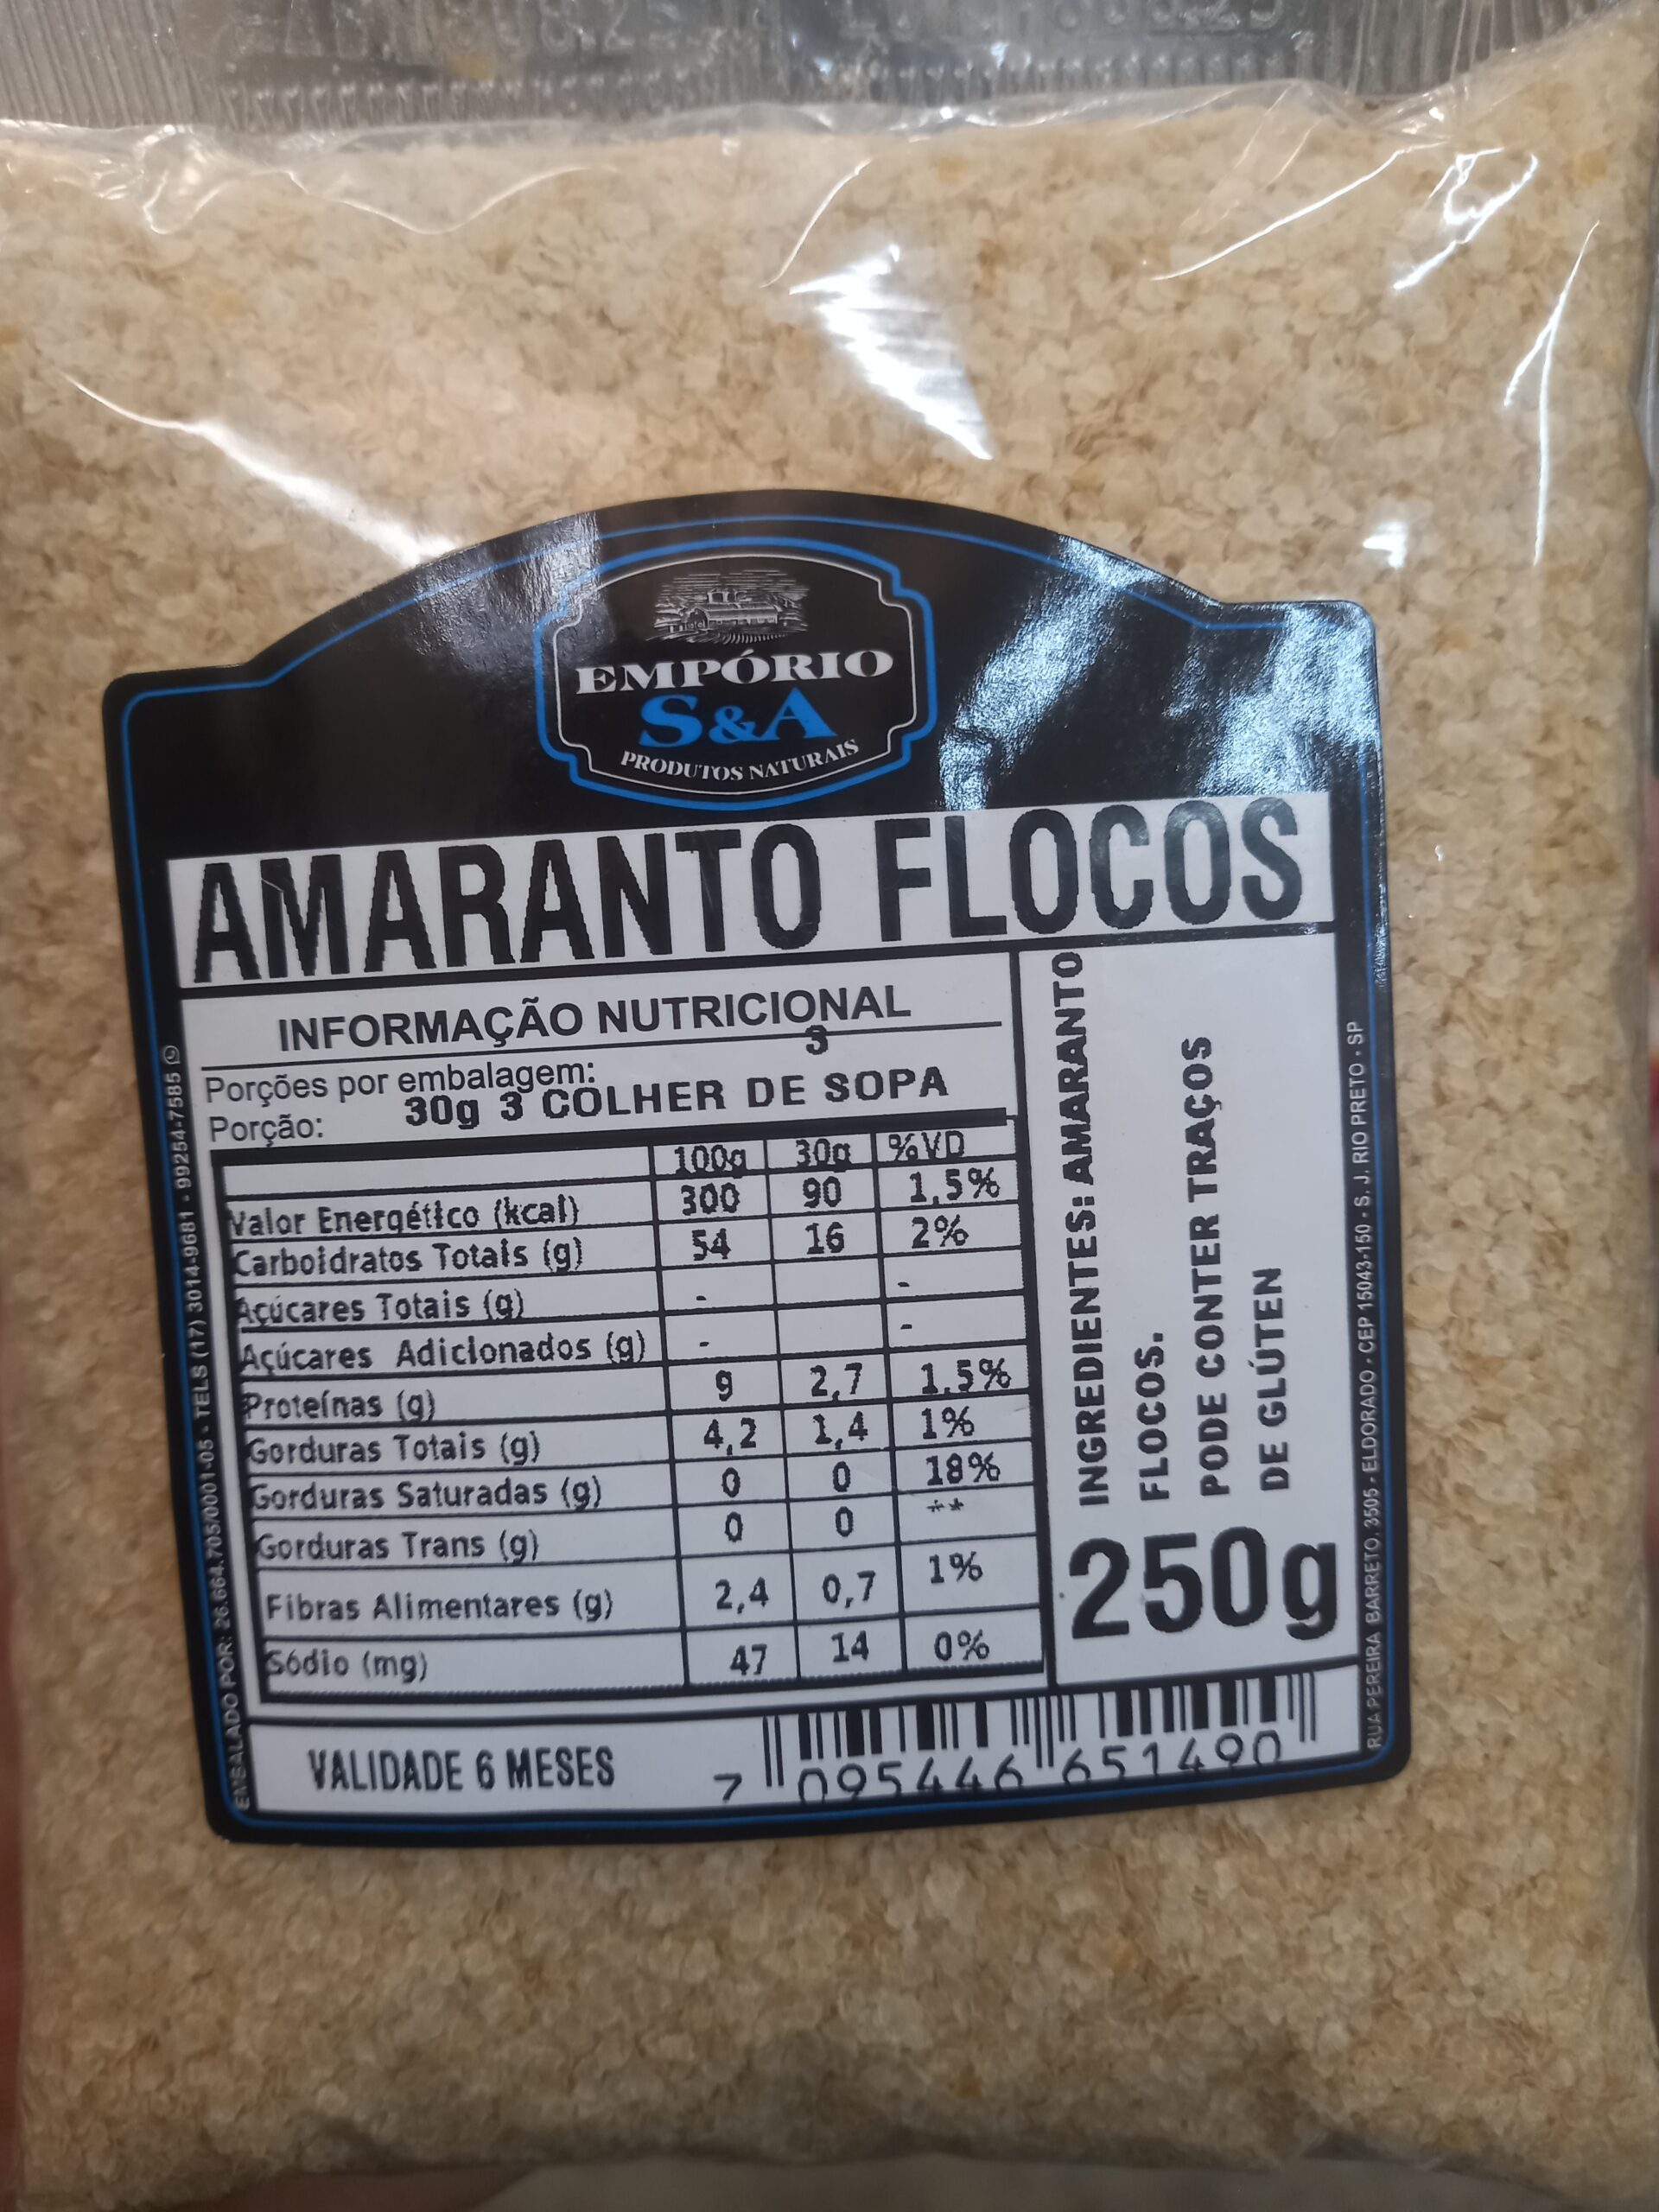 EMPÓRIO
S&A
PRODUTOS NATURAIS
AMARANTO FLOCOS
INFORMAÇÃO NUTRICIONAL
Porções por embalagem: 3
Porção: 30g 3 COLHER DE SOPA
100g 30g %VD
Valor Energético (kcal) 300 90 1,5%
Carboidratos Totais (g) 54 16 2%
Açúcares Totais (g) - -
Açúcares Adicionados (g) - -
Proteínas (g) 9 2,7 1,5%
Gorduras Totais (g) 4,2 1,4 1%
Gorduras Saturadas (g) 0 0 18%
Gorduras Trans (g) 0 0 **
Fibras Alimentares (g) 2,4 0,7 1%
Sódio (mg) 47 14 0%
INGREDIENTES: AMARANTO
FLOCOS.
PODE CONTER TRAÇOS
DE GLÚTEN
250g
VALIDADE 6 MESES
7 095446 651490
ENSALADO POR: 26.664.705/0001-05 - TELS (17) 3014-9681 - 99254-7585
RUA PEREIRA BARRETO, 3505 - ELDORADO - CEP 15043-150 - S. J. RIO PRETO - SP